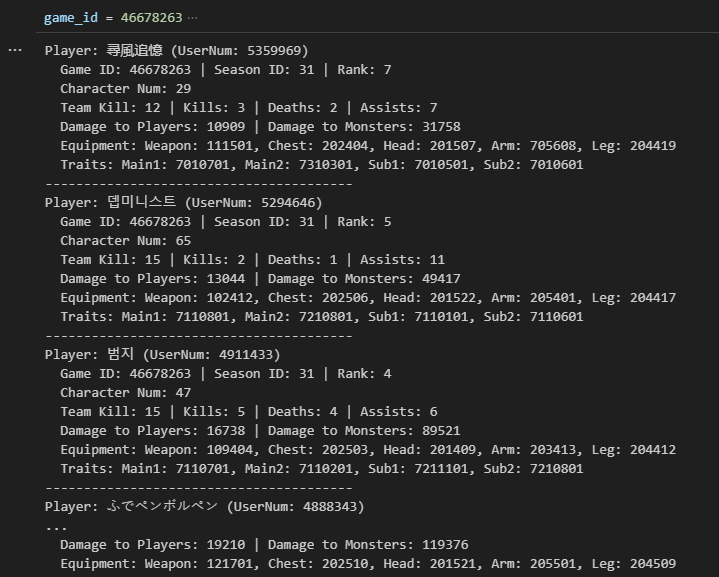 game_id = 46678263 ...
...
Player: 尋風追憶 (UserNum: 5359969)
Game ID: 46678263 | Season ID: 31 | Rank: 7
Character Num: 29
Team Kill: 12 | Kills: 3 | Deaths: 2 | Assists: 7
Damage to Players: 10909 | Damage to Monsters: 31758
Equipment: Weapon: 111501, Chest: 202404, Head: 201507, Arm: 705608, Leg: 204419
Traits: Main1: 7010701, Main2: 7310301, Sub1: 7010501, Sub2: 7010601
----------------------------------------
Player: 뎁미니스트 (UserNum: 5294646)
Game ID: 46678263 | Season ID: 31 | Rank: 5
Character Num: 65
Team Kill: 15 | Kills: 2 | Deaths: 1 | Assists: 11
Damage to Players: 13044 | Damage to Monsters: 49417
Equipment: Weapon: 102412, Chest: 202506, Head: 201522, Arm: 205401, Leg: 204417
Traits: Main1: 7110801, Main2: 7210801, Sub1: 7110101, Sub2: 7110601
----------------------------------------
Player: 범지 (UserNum: 4911433)
Game ID: 46678263 | Season ID: 31 | Rank: 4
Character Num: 47
Team Kill: 15 | Kills: 5 | Deaths: 4 | Assists: 6
Damage to Players: 16738 | Damage to Monsters: 89521
Equipment: Weapon: 109404, Chest: 202503, Head: 201409, Arm: 203413, Leg: 204412
Traits: Main1: 7110701, Main2: 7110201, Sub1: 7211101, Sub2: 7210801
----------------------------------------
Player: ふでペンボルペン (UserNum: 4888343)
...
Damage to Players: 19210 | Damage to Monsters: 119376
Equipment: Weapon: 121701, Chest: 202510, Head: 201521, Arm: 205501, Leg: 204509